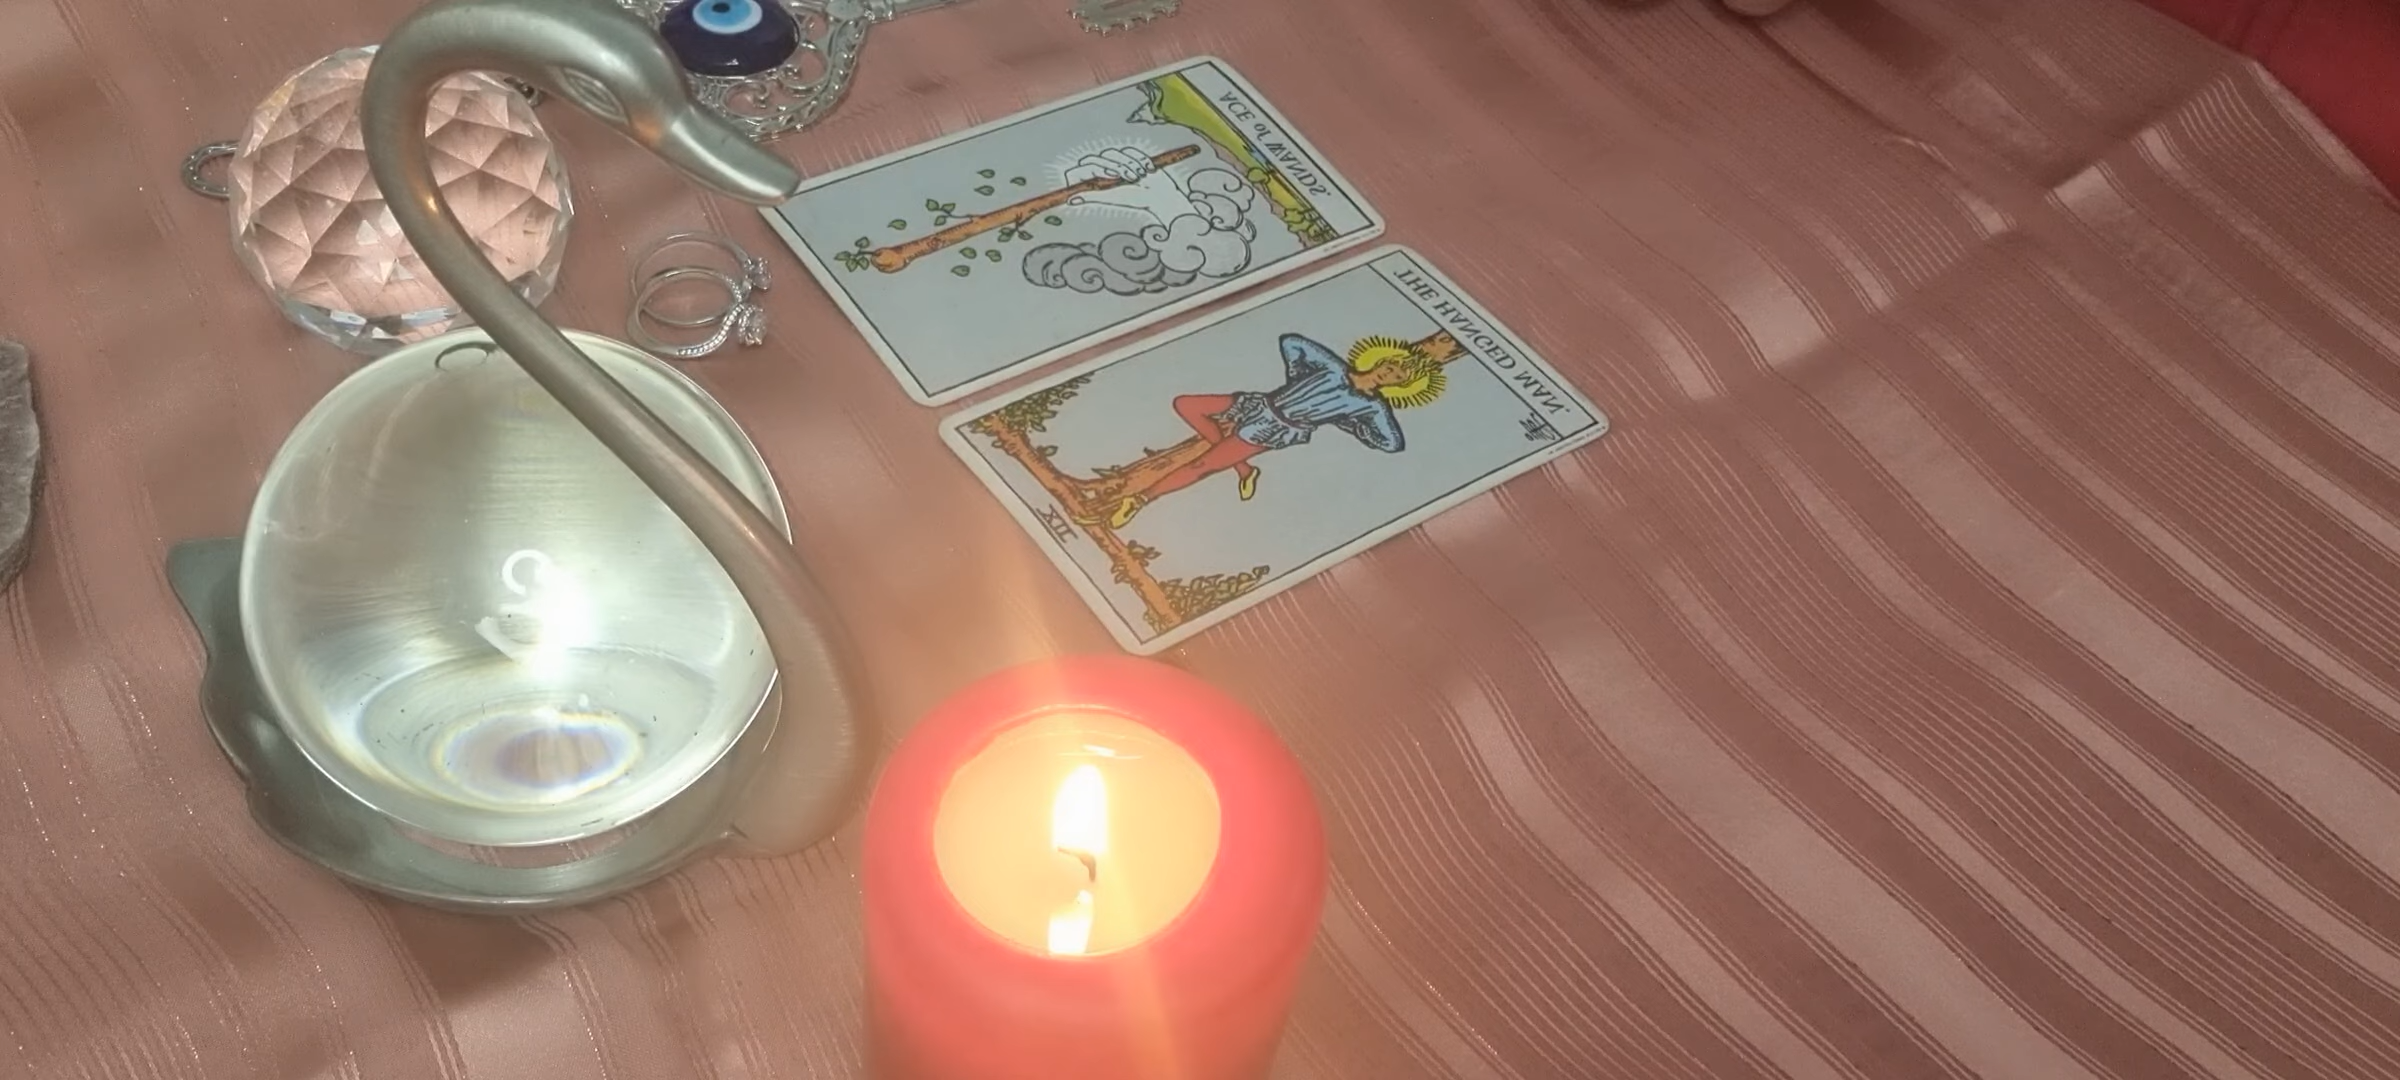 ACE of WANDS.
THE HANGED MAN.
XII